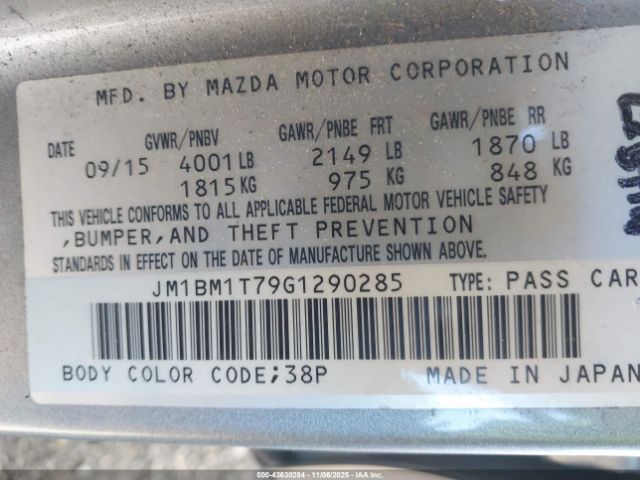 MFD. BY MAZDA MOTOR CORPORATION
DATE GVWR/PNBV GAWR/PNBE FRT GAWR/PNBE RR
09/15 4001 LB 2149 LB 1870 LB
1815 KG 975 KG 848 KG
THIS VEHICLE CONFORMS TO ALL APPLICABLE FEDERAL MOTOR VEHICLE SAFETY
,BUMPER,AND THEFT PREVENTION
STANDARDS IN EFFECT ON THE DATE OF MANUFACTURE SHOWN ABOVE.
JM1BM1T79G1290285 TYPE: PASS CAR
BODY COLOR CODE;38P MADE IN JAPAN
000-43630284 - 11/06/2025 - IAA Inc.